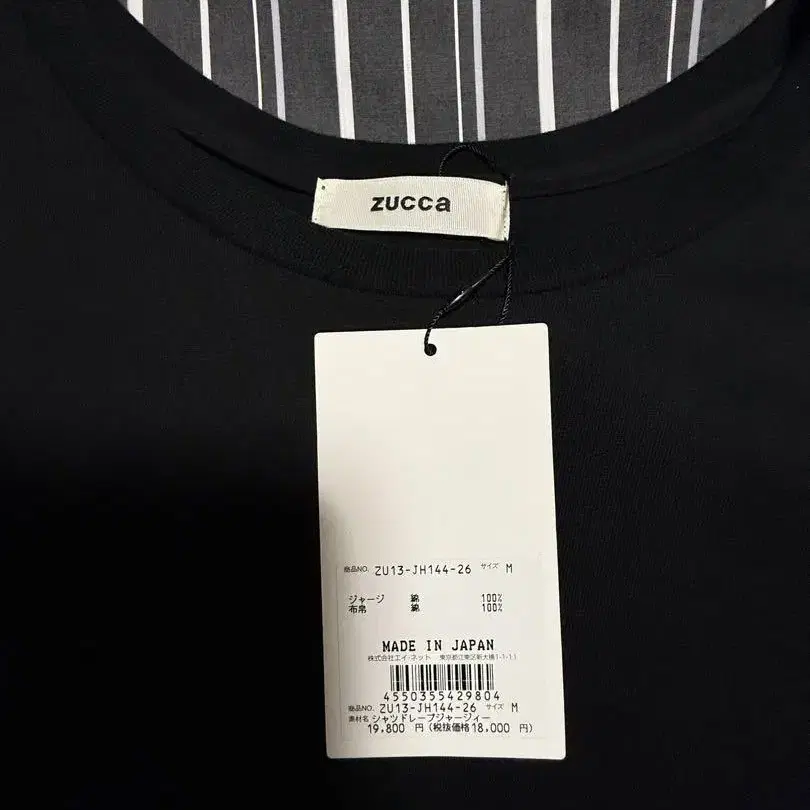 zucca
商品NO. ZU13-JH144-26 サイズ M
ジャージ 綿 100%
布帛 綿 100%
MADE IN JAPAN
株式会社エイ・ネット 東京都江東区新大橋1-1-11
4550355429804
商品NO. ZU13-JH144-26 サイズ M
素材名 シャツドレープジャージィー
19,800 円(税抜価格18,000 円)